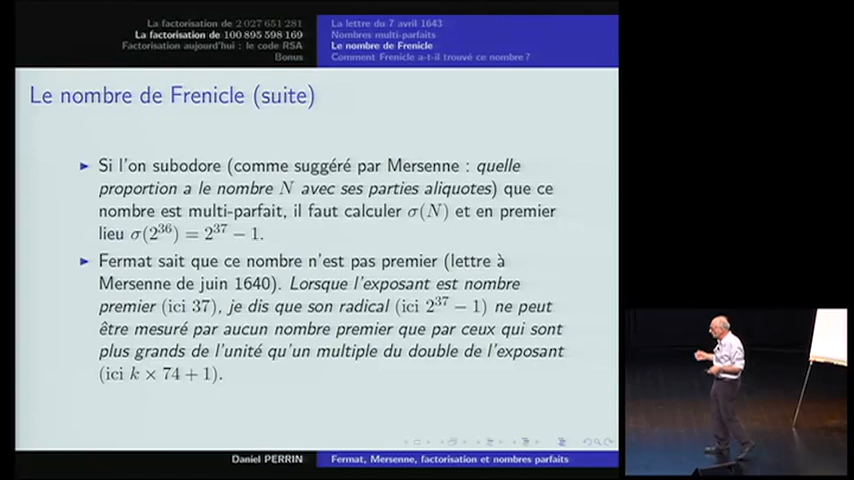 La factorisation de 2 027 651 281
La factorisation de 100 895 598 169
Factorisation aujourd'hui : le code RSA
Bonus
La lettre du 7 avril 1643
Nombres multi-parfaits
Le nombre de Frenicle
Comment Frenicle a-t-il trouvé ce nombre ?
Le nombre de Frenicle (suite)
Si l'on subodore (comme suggéré par Mersenne : quelle
proportion a le nombre N avec ses parties aliquotes) que ce
nombre est multi-parfait, il faut calculer σ(N) et en premier
lieu σ(2³⁶) = 2³⁷ − 1.
Fermat sait que ce nombre n'est pas premier (lettre à
Mersenne de juin 1640). Lorsque l'exposant est nombre
premier (ici 37), je dis que son radical (ici 2³⁷ − 1) ne peut
être mesuré par aucun nombre premier que par ceux qui sont
plus grands de l'unité qu'un multiple du double de l'exposant
(ici k × 74 + 1).
Daniel PERRIN
Fermat, Mersenne, factorisation et nombres parfaits